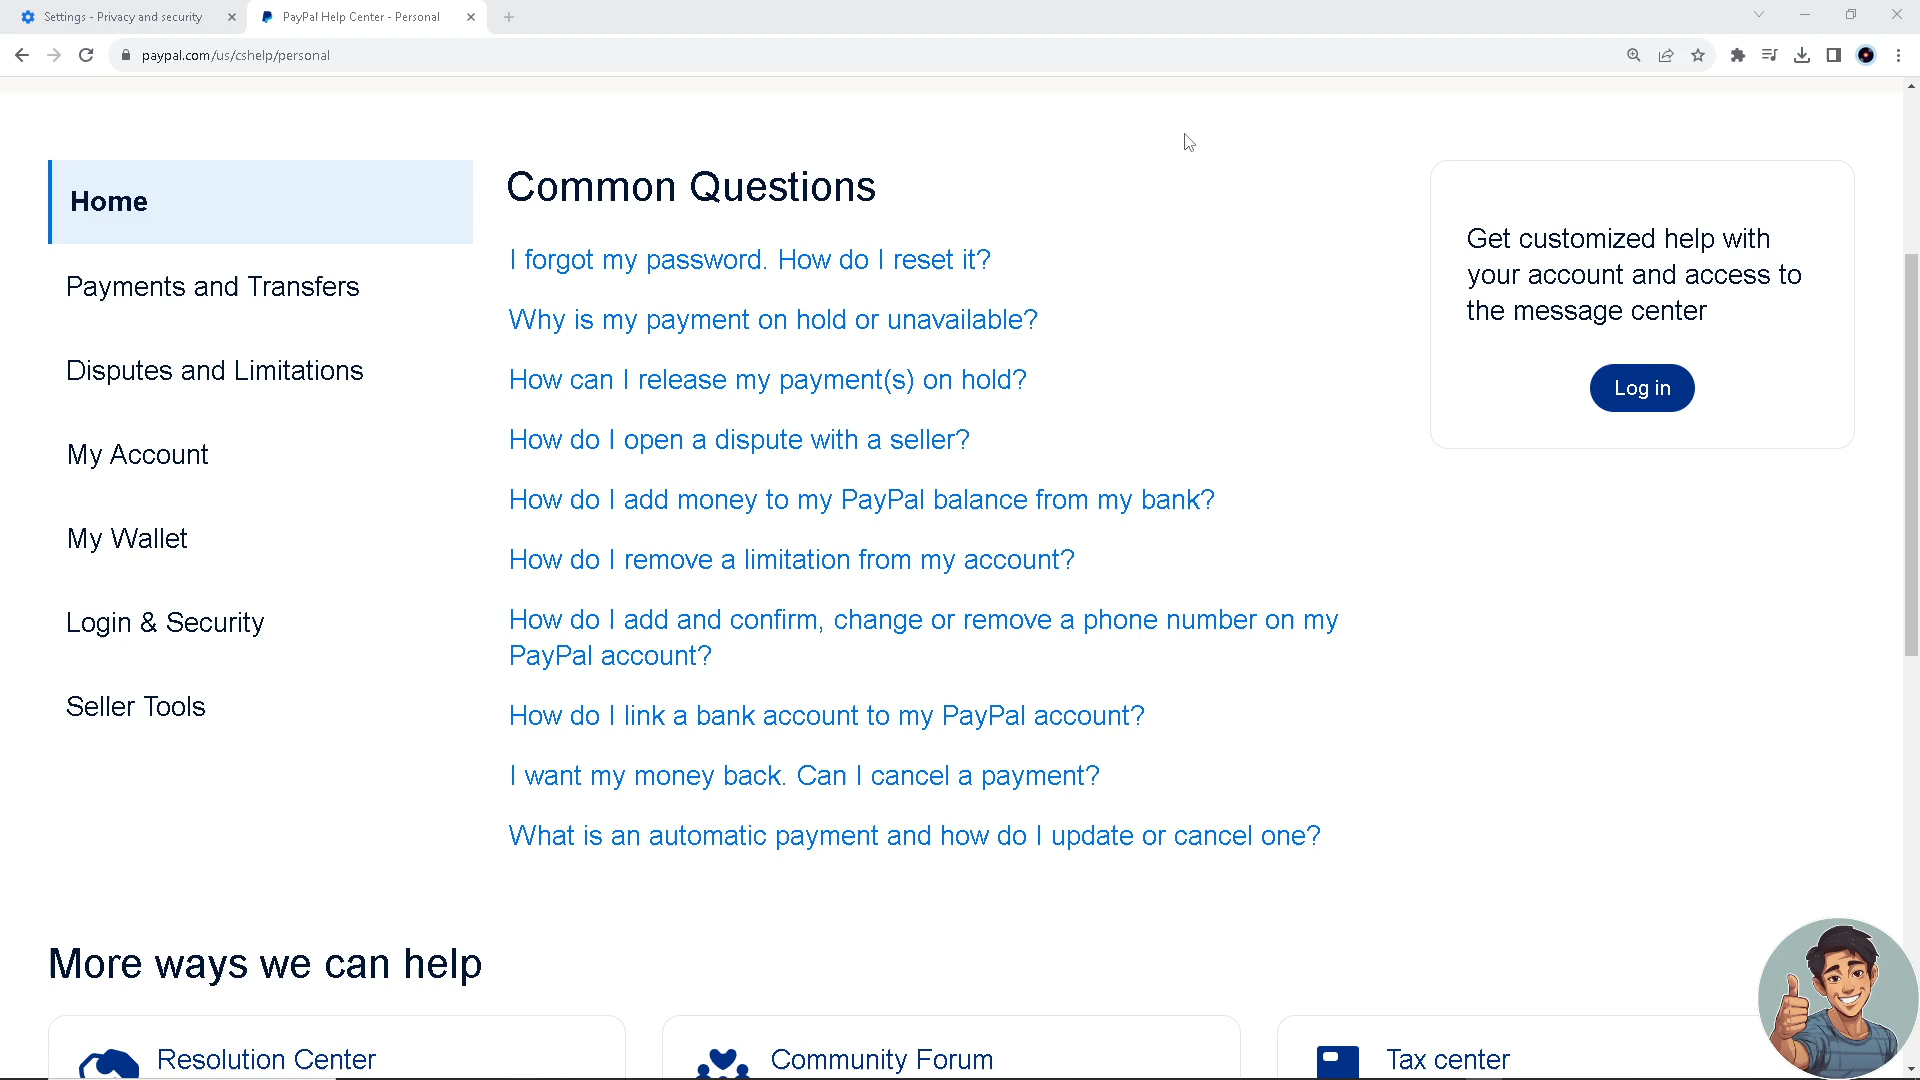 Settings - Privacy and security
PayPal Help Center - Personal
paypal.com/us/cshelp/personal
Home
Payments and Transfers
Disputes and Limitations
My Account
My Wallet
Login & Security
Seller Tools
Common Questions
I forgot my password. How do I reset it?
Why is my payment on hold or unavailable?
How can I release my payment(s) on hold?
How do I open a dispute with a seller?
How do I add money to my PayPal balance from my bank?
How do I remove a limitation from my account?
How do I add and confirm, change or remove a phone number on my
PayPal account?
How do I link a bank account to my PayPal account?
I want my money back. Can I cancel a payment?
What is an automatic payment and how do I update or cancel one?
Get customized help with
your account and access to
the message center
Log in
More ways we can help
Resolution Center
Community Forum
Tax center